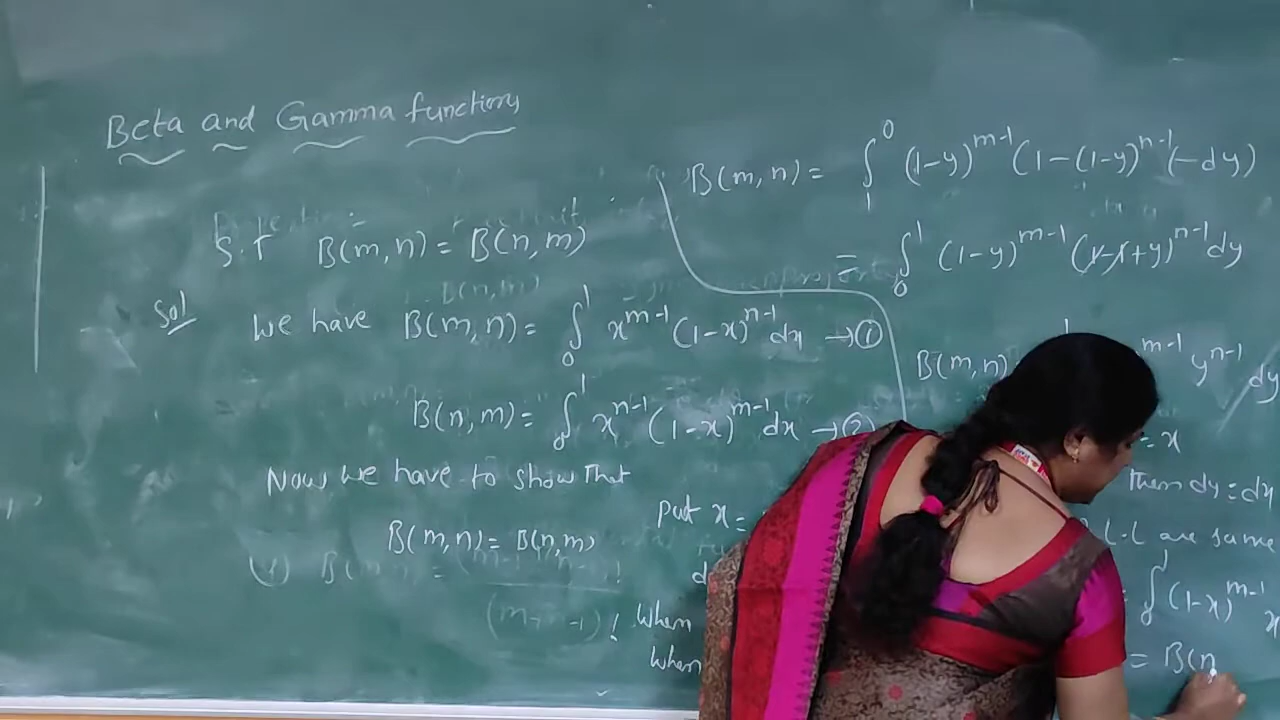 Beta and Gamma functions
S.T B(m, n) = B(n, m)
Sol
We have B(m, n) = ∫₀¹ x^{m-1} (1-x)^{n-1} dx → ①
B(n, m) = ∫₀¹ x^{n-1} (1-x)^{m-1} dx → ②
Now we have to show that
B(m, n) = B(n, m)
Put x =
When
When
B(m, n) = ∫₁⁰ (1-y)^{m-1} (1-(1-y)^{n-1} (-dy)
= ∫₀¹ (1-y)^{m-1} (1-1+y)^{n-1} dy
B(m, n) m-1 y^{n-1} dy
= x
Then dy = dx
L.L are same
= ∫₀¹ (1-x)^{m-1} x
= B(n,